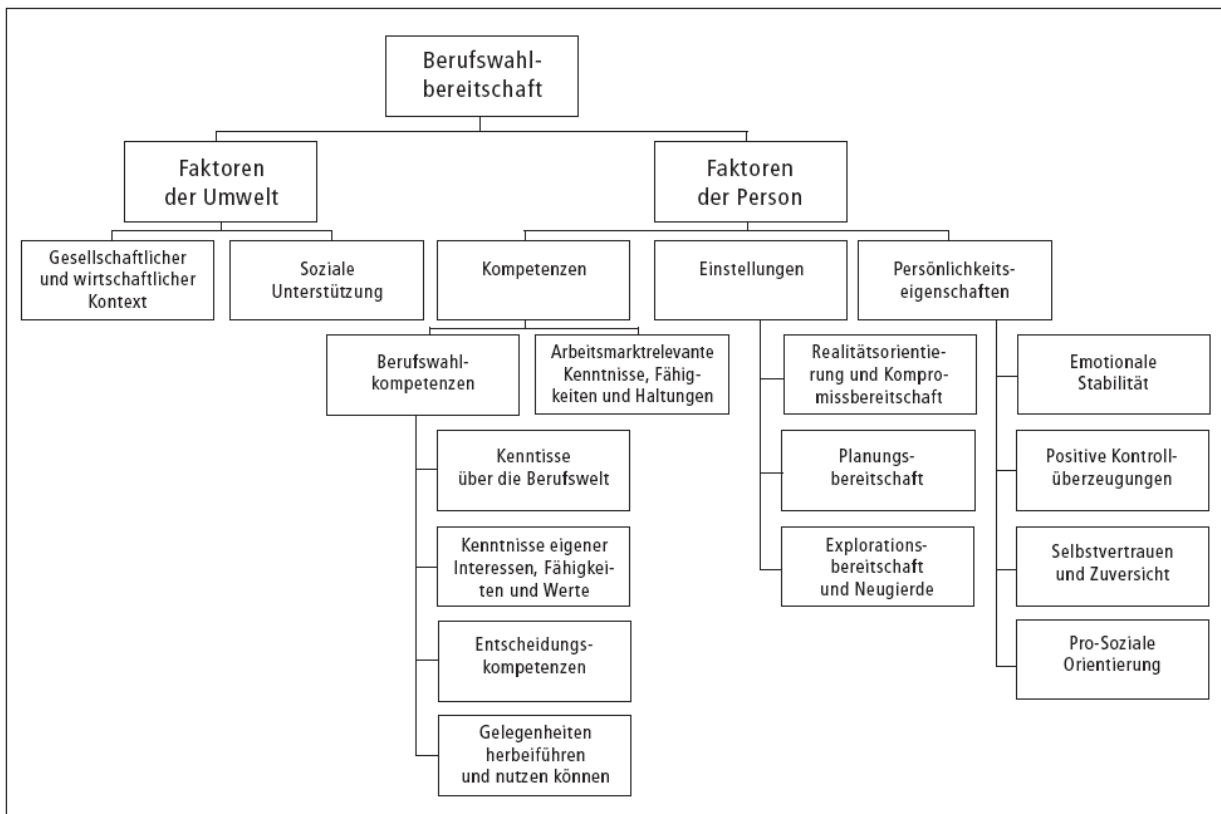 Berufswahl-
bereitschaft
Faktoren
der Umwelt
Faktoren
der Person
Gesellschaftlicher
und wirtschaftlicher
Kontext
Soziale
Unterstützung
Kompetenzen
Einstellungen
Persönlichkeits-
eigenschaften
Berufswahl-
kompetenzen
Arbeitsmarktrelevante
Kenntnisse, Fähig-
keiten und Haltungen
Realitätsorientie-
rung und Kompro-
missbereitschaft
Emotionale
Stabilität
Kenntisse
über die Berufswelt
Planungs-
bereitschaft
Positive Kontroll-
überzeugungen
Kenntnisse eigener
Interessen, Fähigkei-
ten und Werte
Explorations-
bereitschaft
und Neugierde
Selbstvertrauen
und Zuversicht
Entscheidungs-
kompetenzen
Pro-Soziale
Orientierung
Gelegenheiten
herbeiführen
und nutzen können